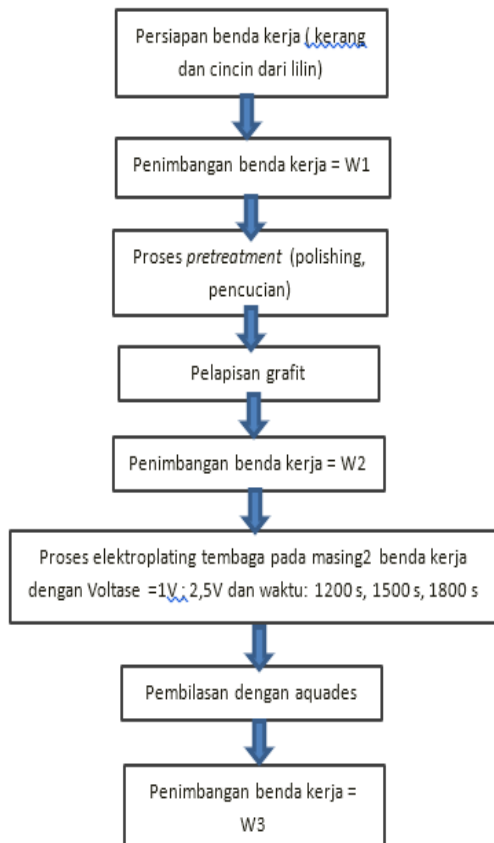 Persiapan benda kerja ( kerang
dan cincin dari lilin)
Penimbangan benda kerja = W1
Proses pretreatment (polishing,
pencucian)
Pelapisan grafit
Penimbangan benda kerja = W2
Proses elektroplating tembaga pada masing2 benda kerja
dengan Voltase =1V ; 2,5V dan waktu: 1200 s, 1500 s, 1800 s
Pembilasan dengan aquades
Penimbangan benda kerja =
W3